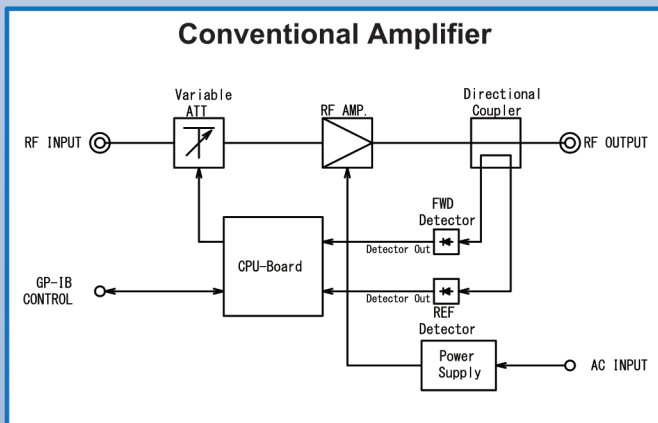 Conventional Amplifier
Variable
ATT
RF AMP.
Directional
Coupler
RF INPUT
RF OUTPUT
FWD
Detector
Detector Out
CPU-Board
GP-IB
CONTROL
Detector Out
REF
Detector
Power
Supply
AC INPUT